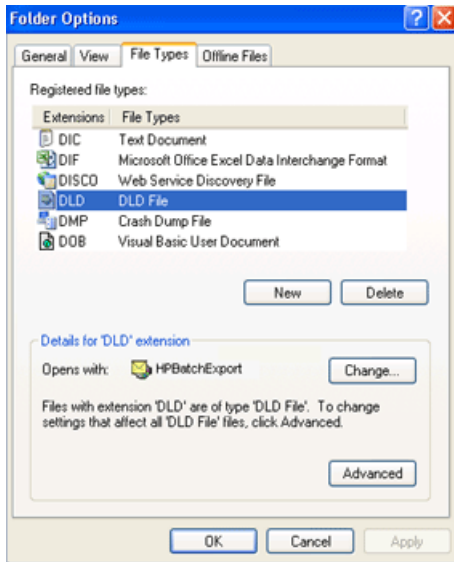 Folder Options
General View File Types Offline Files
Registered file types:
Extensions File Types
DIC Text Document
DIF Microsoft Office Excel Data Interchange Format
DISCO Web Service Discovery File
DLD DLD File
DMP Crash Dump File
DOB Visual Basic User Document
New Delete
Details for 'DLD' extension
Opens with: HPBatchExport Change...
Files with extension 'DLD' are of type 'DLD File'. To change
settings that affect all 'DLD File' files, click Advanced.
Advanced
OK Cancel Apply